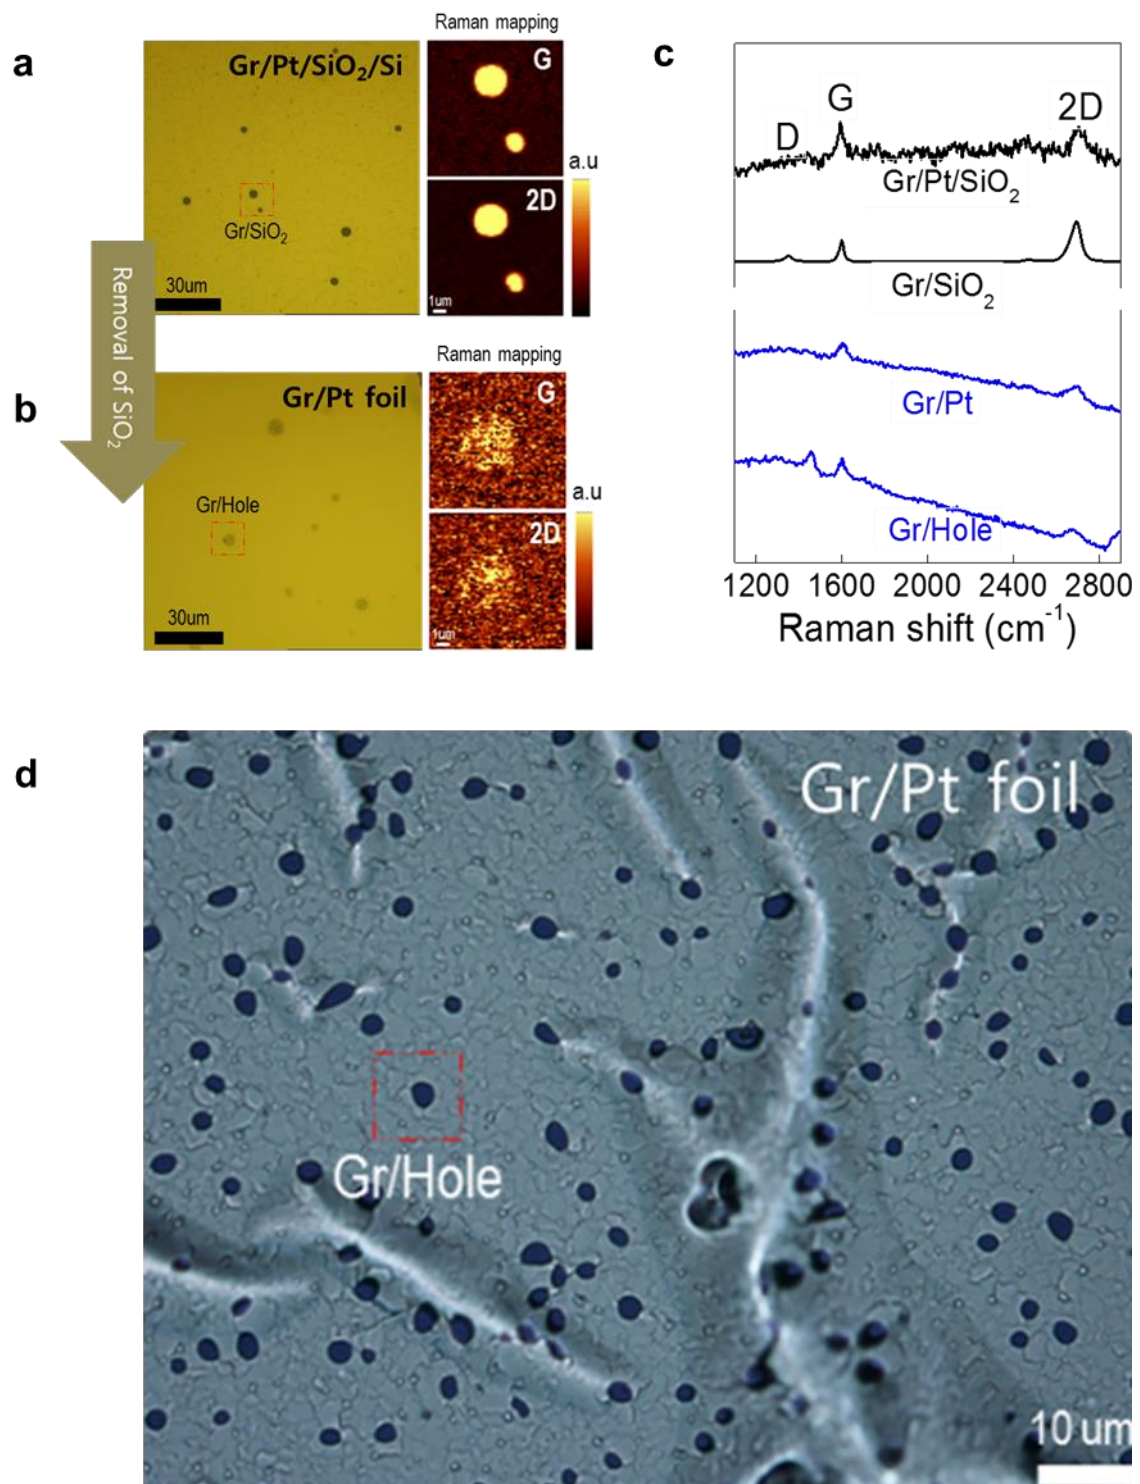 a
Raman mapping
Gr/Pt/SiO₂/Si
G
2D
1um
a.u
Gr/SiO₂
30um
Removal of SiO₂
b
Raman mapping
Gr/Pt foil
G
2D
1um
a.u
Gr/Hole
30um
c
D
G
2D
Gr/Pt/SiO₂
Gr/SiO₂
Gr/Pt
Gr/Hole
1200 1600 2000 2400 2800
Raman shift (cm⁻¹)
d
Gr/Pt foil
Gr/Hole
10 um